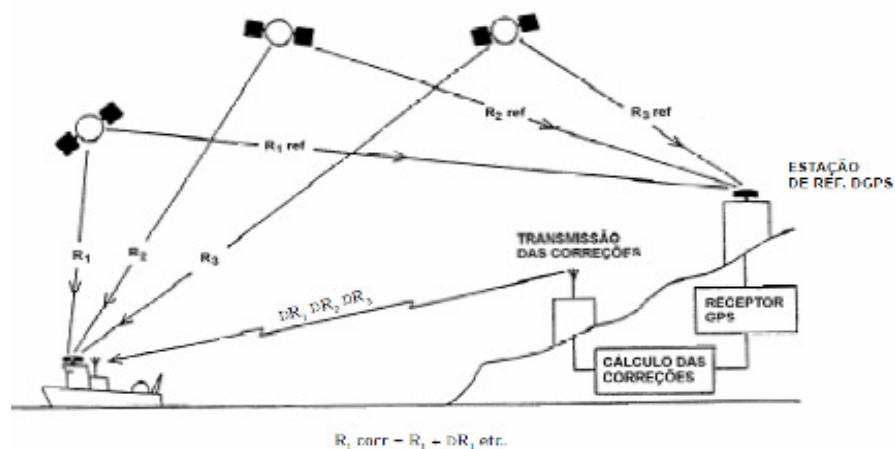 R₂ ref
R₃ ref
R₁ ref
ESTAÇÃO
DE REF. DGPS
R₁
R₂
R₃
TRANSMISSÃO
DAS CORREÇÕES
DR₁ DR₂ DR₃
RECEPTOR
GPS
CÁLCULO DAS
CORREÇÕES
R₁ corr = R₁ + DR₁ etc.